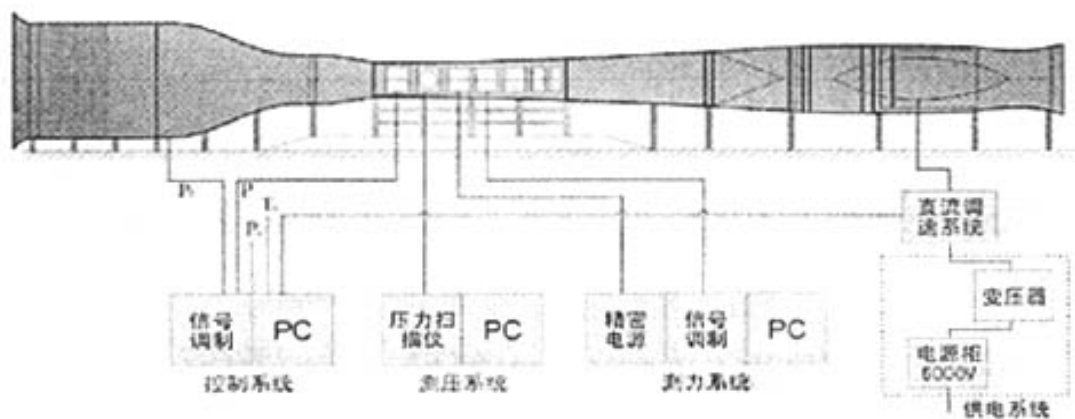 P
T.
P.
直流调
速系统
信号
调制
PC
压力扫
描仪
PC
精密
电源
信号
调制
PC
变压器
电源柜
6000V
控制系统
测压系统
测力系统
供电系统